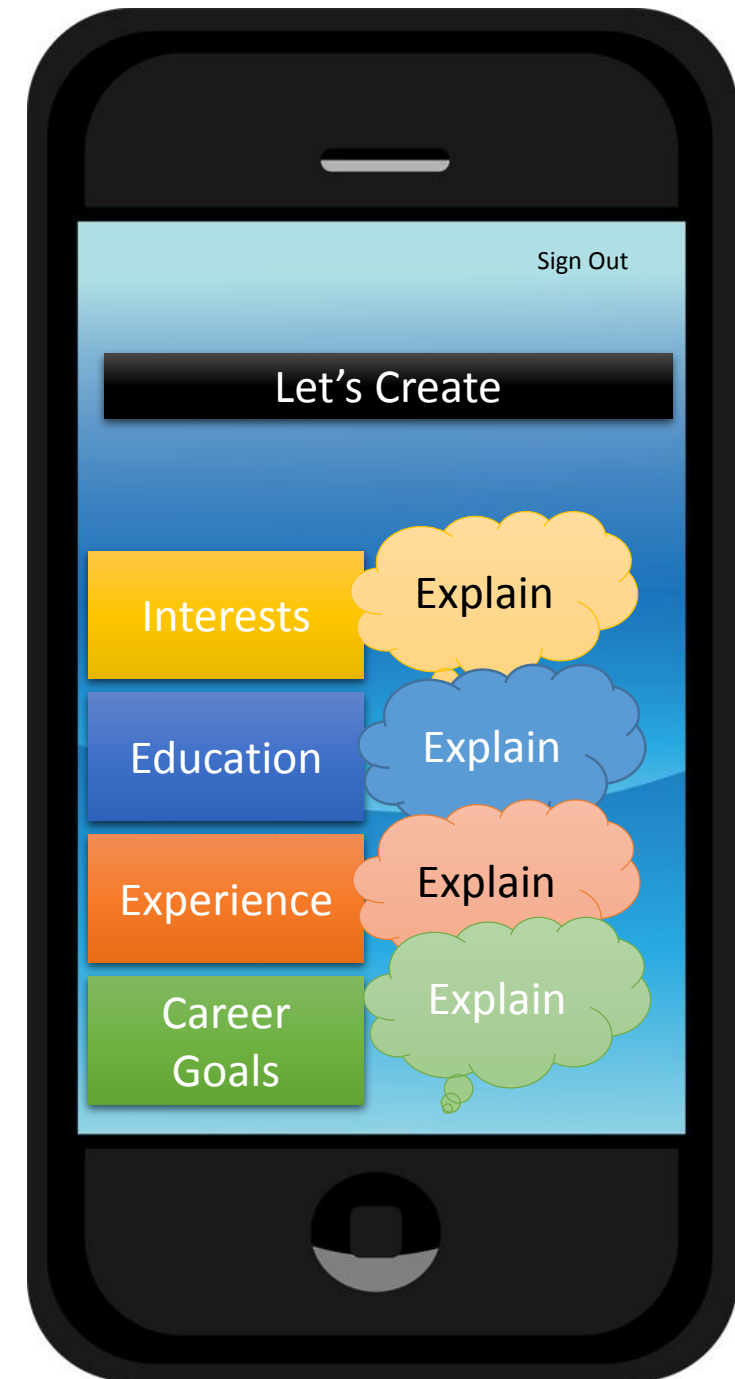 Sign Out
Let’s Create
Interests
Explain
Education
Explain
Experience
Explain
Career
Goals
Explain